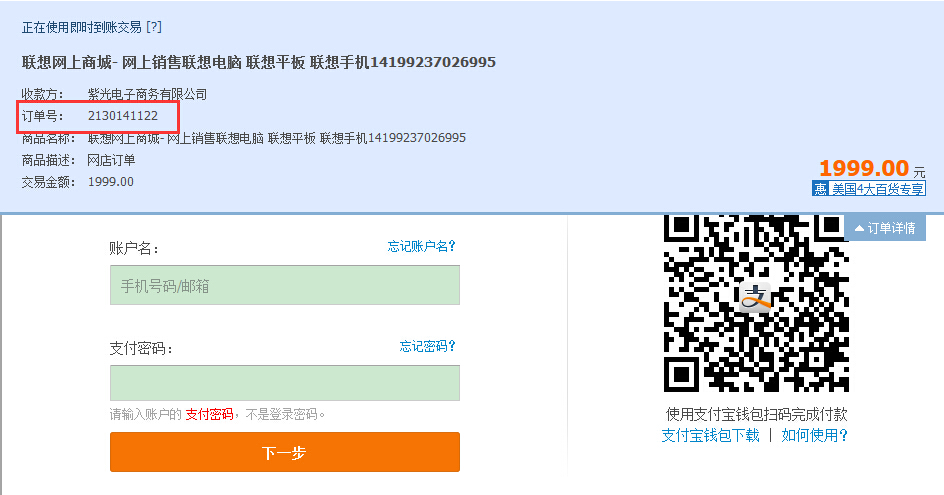 正在使用即时到账交易 [?]
联想网上商城- 网上销售联想电脑 联想平板 联想手机14199237026995
收款方： 紫光电子商务有限公司
订单号： 2130141122
商品名称： 联想网上商城- 网上销售联想电脑 联想平板 联想手机14199237026995
商品描述： 网店订单
交易金额： 1999.00
1999.00 元
惠 美国4大百货专享
订单详情
账户名： 忘记账户名?
手机号码/邮箱
支付密码： 忘记密码?
请输入账户的 支付密码，不是登录密码。
下一步
支
使用支付宝钱包扫码完成付款
支付宝钱包下载 | 如何使用?